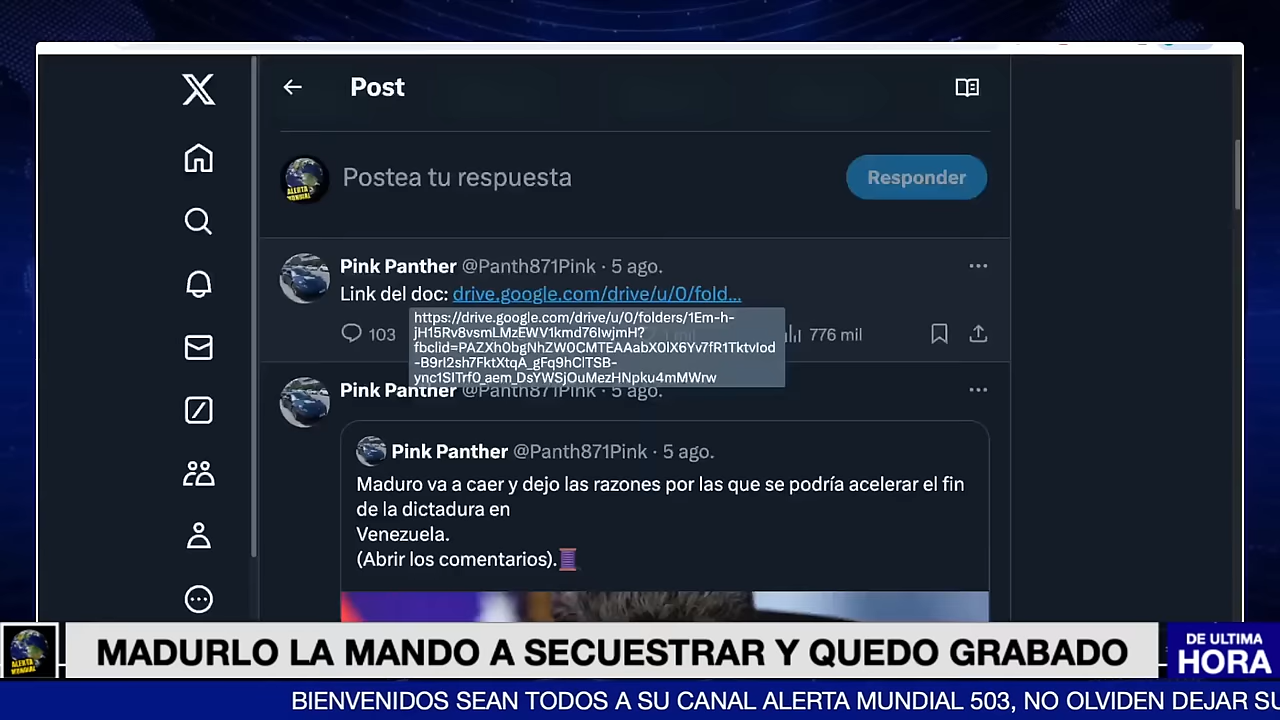 Post
Postea tu respuesta
Responder
Pink Panther @Panth871Pink · 5 ago.
Link del doc: drive.google.com/drive/u/0/fold...
https://drive.google.com/drive/u/0/folders/1Em-h-
jH15Rv8vsmLMzEWV1kmd76IwjmH?
fbclid=PAZXh0bgNhZW0CMTEAAabX0lX6Yv7fR1TktvIod
-B9rI2sh7FktXtqA_gFq9hCITSB-
ync1SITrf0_aem_DsYWSjOuMezHNpku4mMWrw
103
776 mil
Pink Panther @Panth871Pink · 5 ago.
Pink Panther @Panth871Pink · 5 ago.
Maduro va a caer y dejo las razones por las que se podría acelerar el fin
de la dictadura en
Venezuela.
(Abrir los comentarios).
ALERTA
MUNDIAL
MADURLO LA MANDO A SECUESTRAR Y QUEDO GRABADO
DE ULTIMA
HORA
BIENVENIDOS SEAN TODOS A SU CANAL ALERTA MUNDIAL 503, NO OLVIDEN DEJAR SU